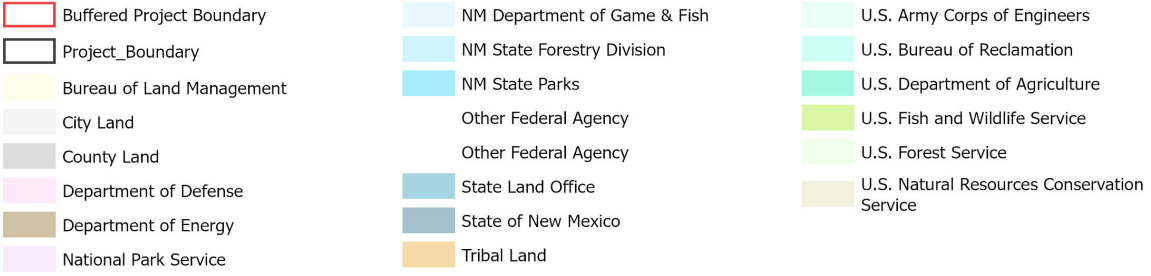 Buffered Project Boundary
Project_Boundary
Bureau of Land Management
City Land
County Land
Department of Defense
Department of Energy
National Park Service
NM Department of Game & Fish
NM State Forestry Division
NM State Parks
Other Federal Agency
Other Federal Agency
State Land Office
State of New Mexico
Tribal Land
U.S. Army Corps of Engineers
U.S. Bureau of Reclamation
U.S. Department of Agriculture
U.S. Fish and Wildlife Service
U.S. Forest Service
U.S. Natural Resources Conservation
Service